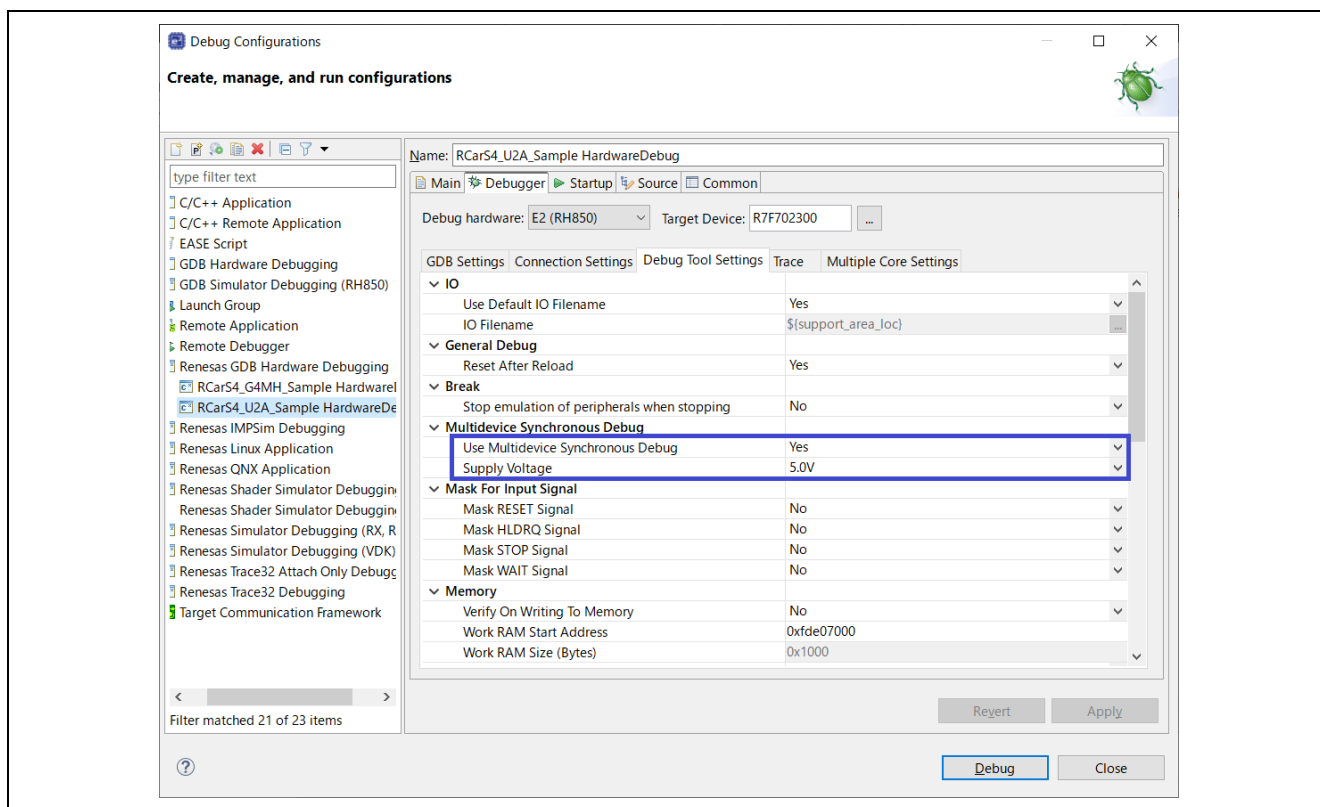 Debug Configurations
Create, manage, and run configurations
type filter text
C/C++ Application
C/C++ Remote Application
EASE Script
GDB Hardware Debugging
GDB Simulator Debugging (RH850)
Launch Group
Remote Application
Remote Debugger
Renesas GDB Hardware Debugging
RCarS4_G4MH_Sample Hardware
RCarS4_U2A_Sample HardwareDe
Renesas IMPSim Debugging
Renesas Linux Application
Renesas QNX Application
Renesas Shader Simulator Debugging
Renesas Shader Simulator Debuggin
Renesas Simulator Debugging (RX, R
Renesas Simulator Debugging (VDK)
Renesas Trace32 Attach Only Debugg
Renesas Trace32 Debugging
Target Communication Framework
Filter matched 21 of 23 items
Name: RCarS4_U2A_Sample HardwareDebug
Main Debugger Startup Source Common
Debug hardware: E2 (RH850) Target Device: R7F702300 ...
GDB Settings Connection Settings Debug Tool Settings Trace Multiple Core Settings
IO
Use Default IO Filename Yes
IO Filename ${support_area_loc} ...
General Debug
Reset After Reload Yes
Break
Stop emulation of peripherals when stopping No
Multidevice Synchronous Debug
Use Multidevice Synchronous Debug Yes
Supply Voltage 5.0V
Mask For Input Signal
Mask RESET Signal No
Mask HLDRQ Signal No
Mask STOP Signal No
Mask WAIT Signal No
Memory
Verify On Writing To Memory No
Work RAM Start Address 0xfde07000
Work RAM Size (Bytes) 0x1000
Revert Apply
? Debug Close